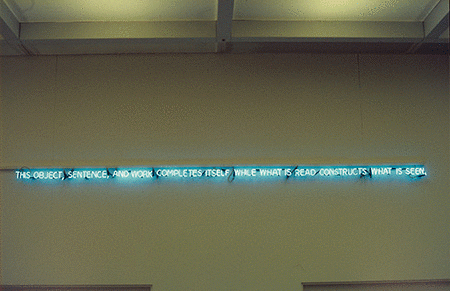 THIS OBJECT, SENTENCE, AND WORK COMPLETES ITSELF WHILE WHAT IS READ CONSTRUCTS WHAT IS SEEN.